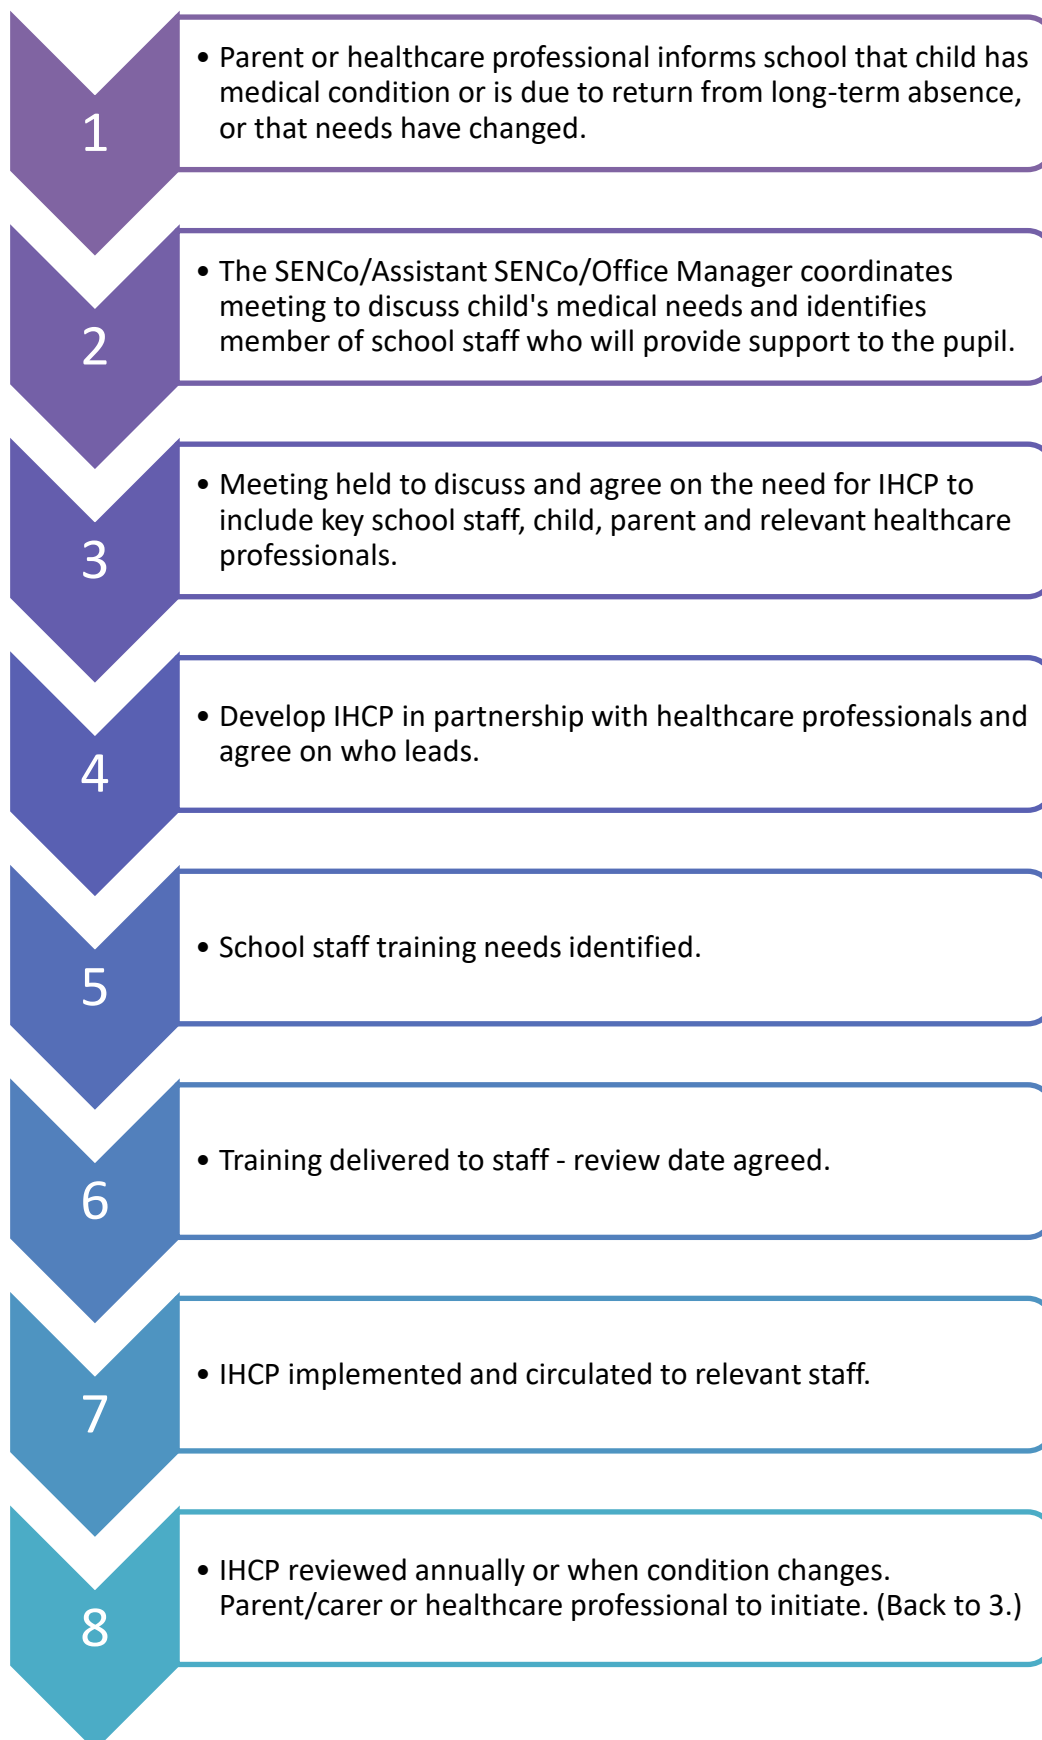 1
• Parent or healthcare professional informs school that child has
medical condition or is due to return from long-term absence,
or that needs have changed.
2
• The SENCo/Assistant SENCo/Office Manager coordinates
meeting to discuss child's medical needs and identifies
member of school staff who will provide support to the pupil.
3
• Meeting held to discuss and agree on the need for IHCP to
include key school staff, child, parent and relevant healthcare
professionals.
4
• Develop IHCP in partnership with healthcare professionals and
agree on who leads.
5
• School staff training needs identified.
6
• Training delivered to staff - review date agreed.
7
• IHCP implemented and circulated to relevant staff.
8
• IHCP reviewed annually or when condition changes.
Parent/carer or healthcare professional to initiate. (Back to 3.)